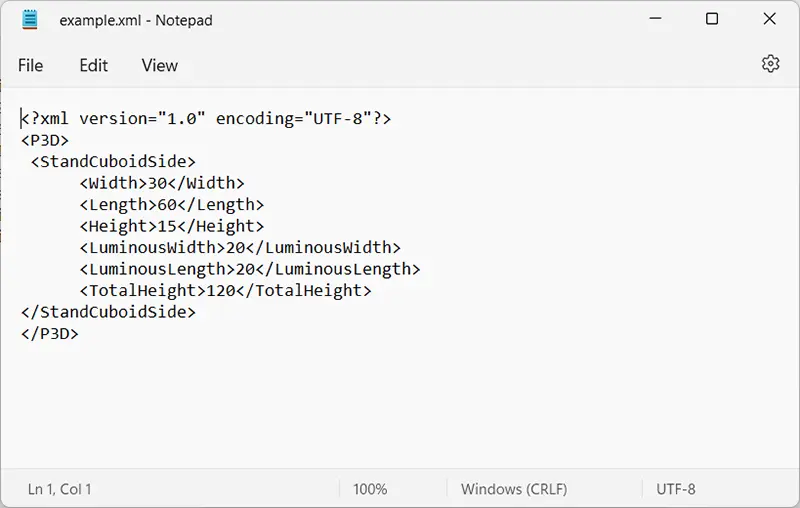 example.xml - Notepad
File Edit View
<?xml version="1.0" encoding="UTF-8"?>
<P3D>
 <StandCuboidSide>
      <Width>30</Width>
      <Length>60</Length>
      <Height>15</Height>
      <LuminousWidth>20</LuminousWidth>
      <LuminousLength>20</LuminousLength>
      <TotalHeight>120</TotalHeight>
</StandCuboidSide>
</P3D>
Ln 1, Col 1 100% Windows (CRLF) UTF-8